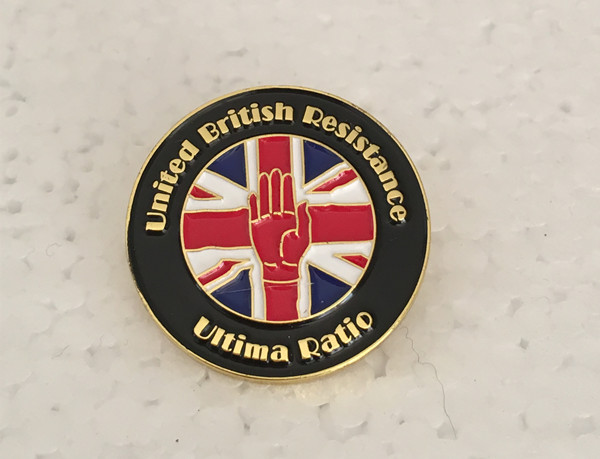 United British Resistance
Ultima Ratio